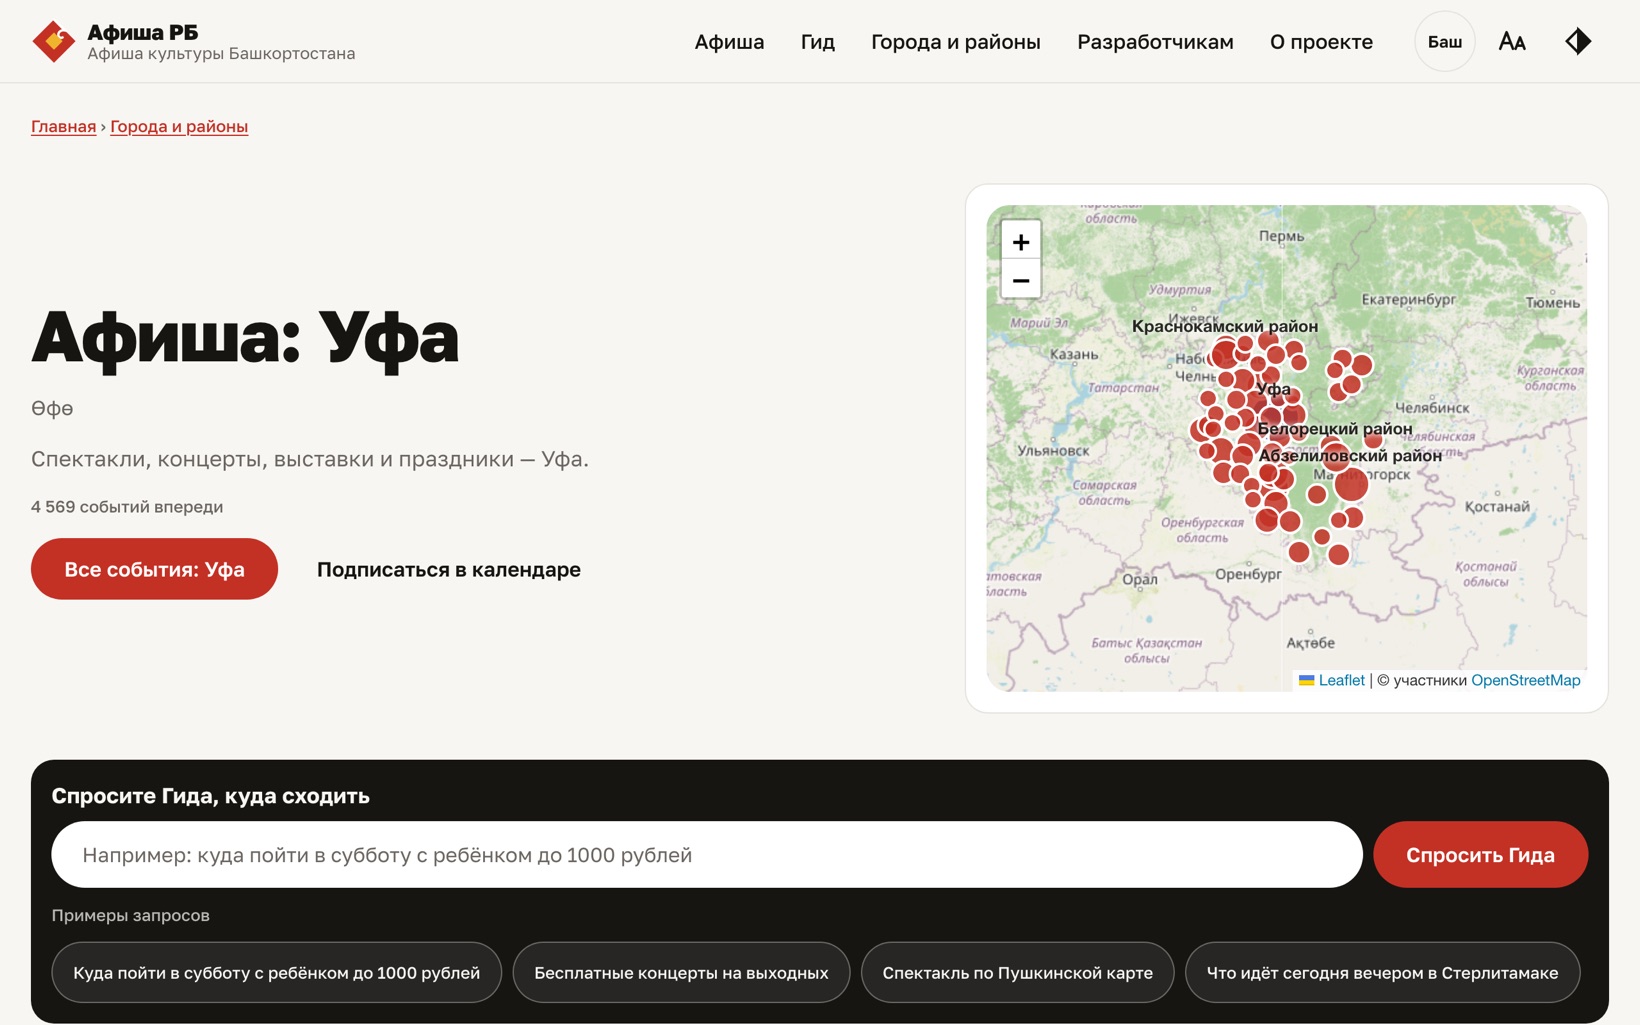 Афиша РБ
Афиша культуры Башкортостана
Афиша
Гид
Города и районы
Разработчикам
О проекте
Баш
Аа
Главная › Города и районы
Афиша: Уфа
Өфө
Спектакли, концерты, выставки и праздники — Уфа.
4 569 событий впереди
Все события: Уфа
Подписаться в календаре
+
−
область
Пермь
Удмуртия
Екатеринбург
Тюмень
Ижевск
Марий Эл
Краснокамский район
Казань
Курганская
область
Татарстан
Уфа
Челябинск
Белорецкий район
Челябинская
область
Ульяновск
Абзелиловский район
Самарская
область
Қостанай
Оренбургская
область
Орал
Оренбург
Қостанай
облысы
Батыс Қазақстан
облысы
Ақтөбе
Leaflet | © участники OpenStreetMap
Спросите Гида, куда сходить
Например: куда пойти в субботу с ребёнком до 1000 рублей
Спросить Гида
Примеры запросов
Куда пойти в субботу с ребёнком до 1000 рублей
Бесплатные концерты на выходных
Спектакль по Пушкинской карте
Что идёт сегодня вечером в Стерлитамаке